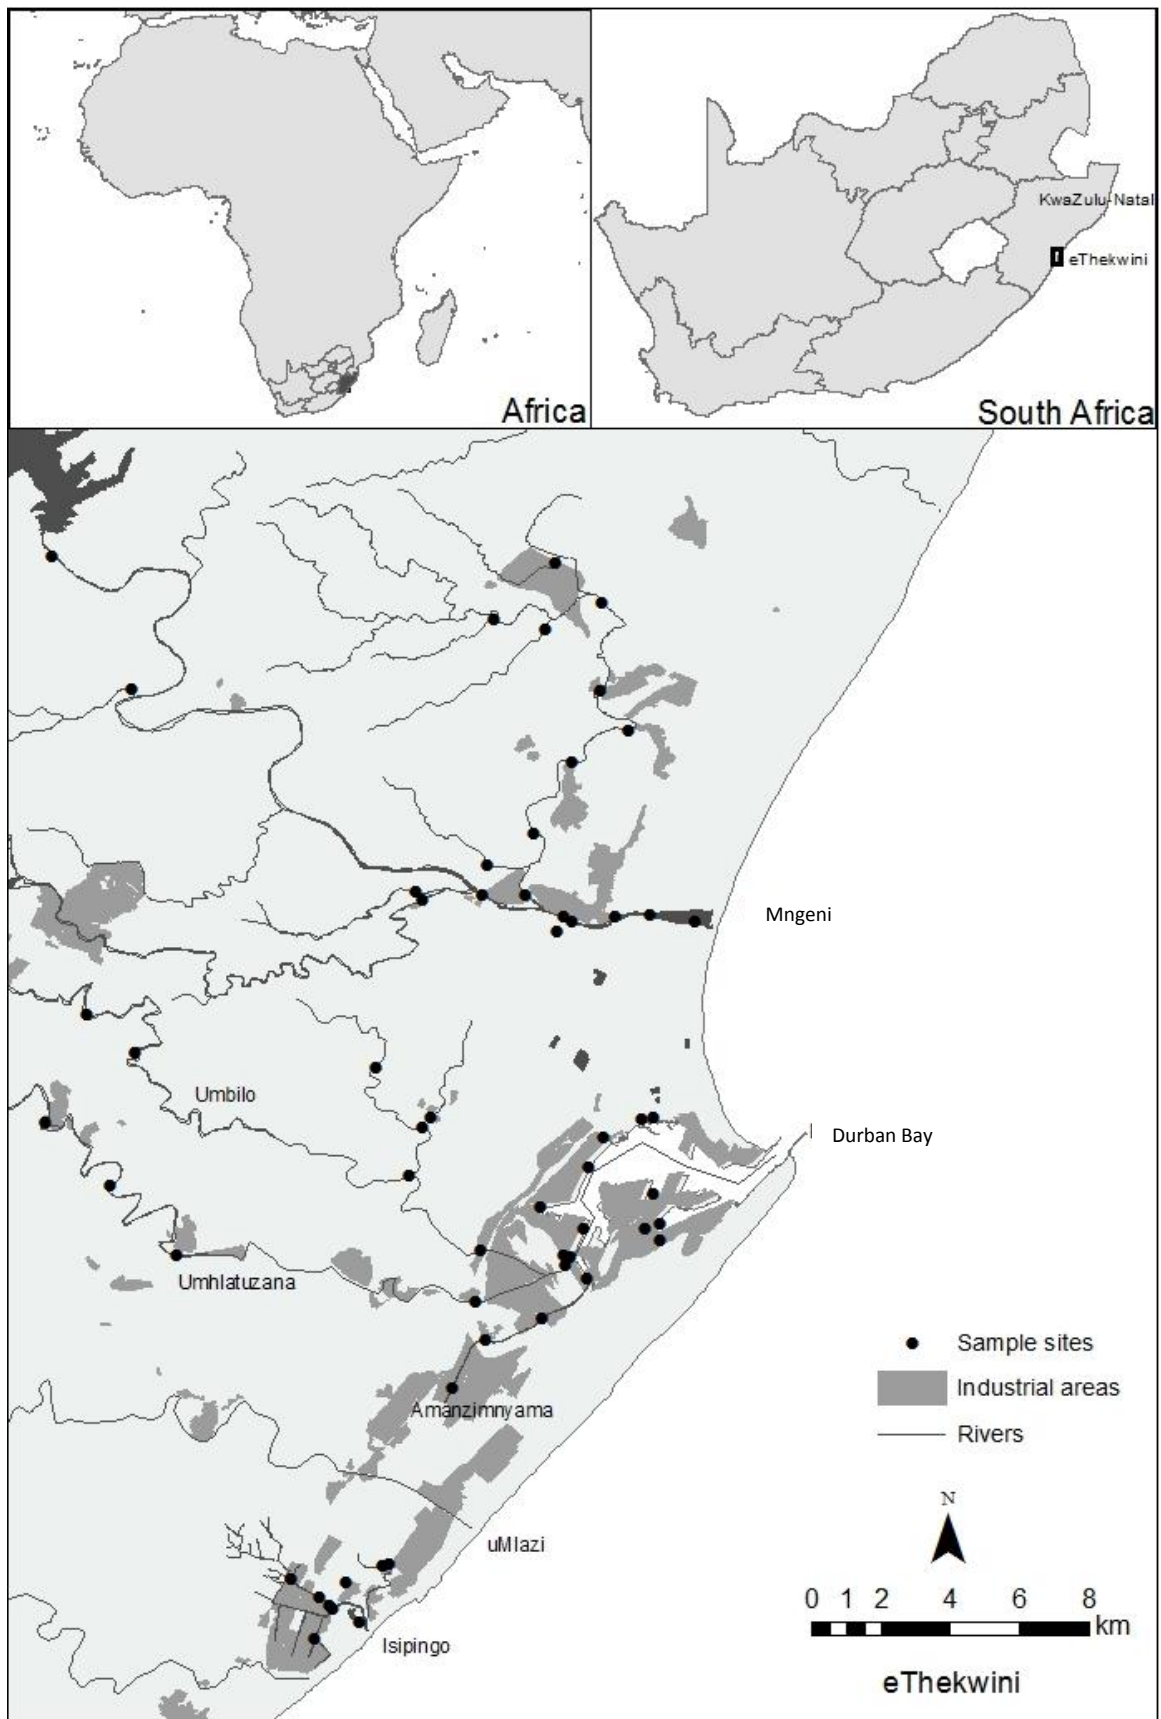 Africa
KwaZulu-Natal
eThekwini
South Africa
Mngeni
Umbilo
Durban Bay
Umhlatuzana
Sample sites
Industrial areas
Rivers
Amanzimnyama
N
uMlazi
0 1 2 4 6 8
km
Isipingo
eThekwini